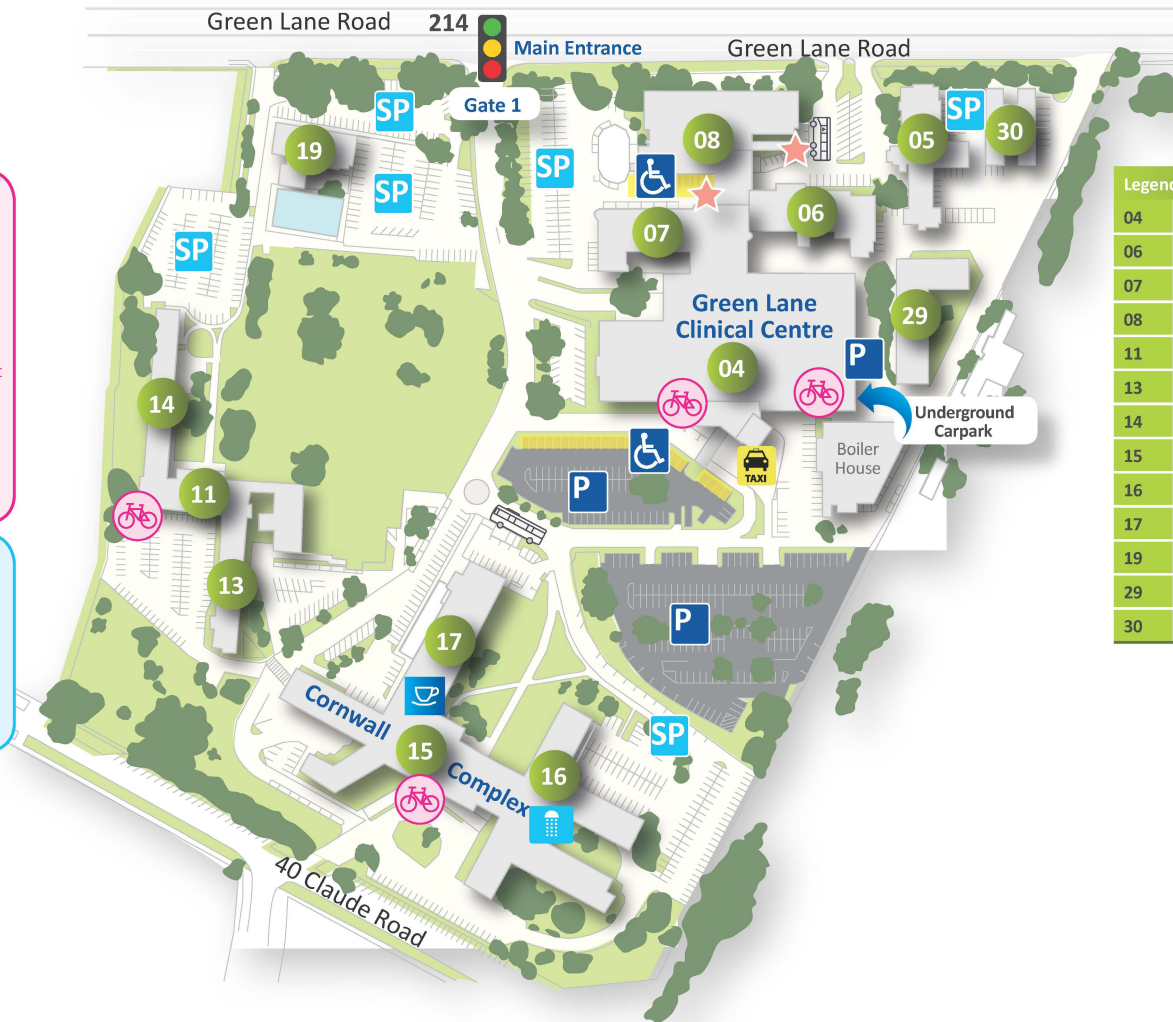 Green Lane Road
214
Main Entrance
Green Lane Road
Gate 1
SP
SP
SP
SP
SP
19
08
05
30
07
06
Legend
04
06
07
08
11
13
14
15
16
17
19
29
30
Green Lane
Clinical Centre
29
04
P
14
Underground
Carpark
Boiler
House
TAXI
P
11
13
P
17
Cornwall
15
Complex
16
SP
40 Claude Road